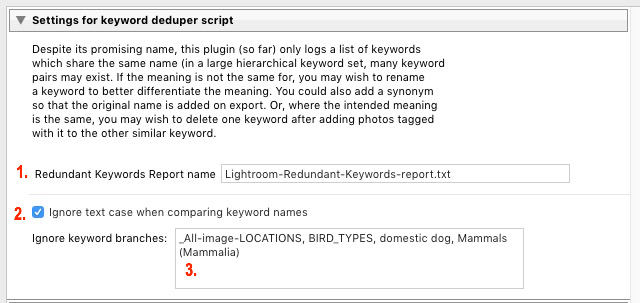 Settings for keyword deduper script
Despite its promising name, this plugin (so far) only logs a list of keywords
which share the same name (in a large hierarchical keyword set, many keyword
pairs may exist. If the meaning is not the same for, you may wish to rename
a keyword to better differentiate the meaning. You could also add a synonym
so that the original name is added on export. Or, where the intended meaning
is the same, you may wish to delete one keyword after adding photos tagged
with it to the other similar keyword.
1. Redundant Keywords Report name Lightroom-Redundant-Keywords-report.txt
2. Ignore text case when comparing keyword names
Ignore keyword branches: _All-image-LOCATIONS, BIRD_TYPES, domestic dog, Mammals
(Mammalia)
3.